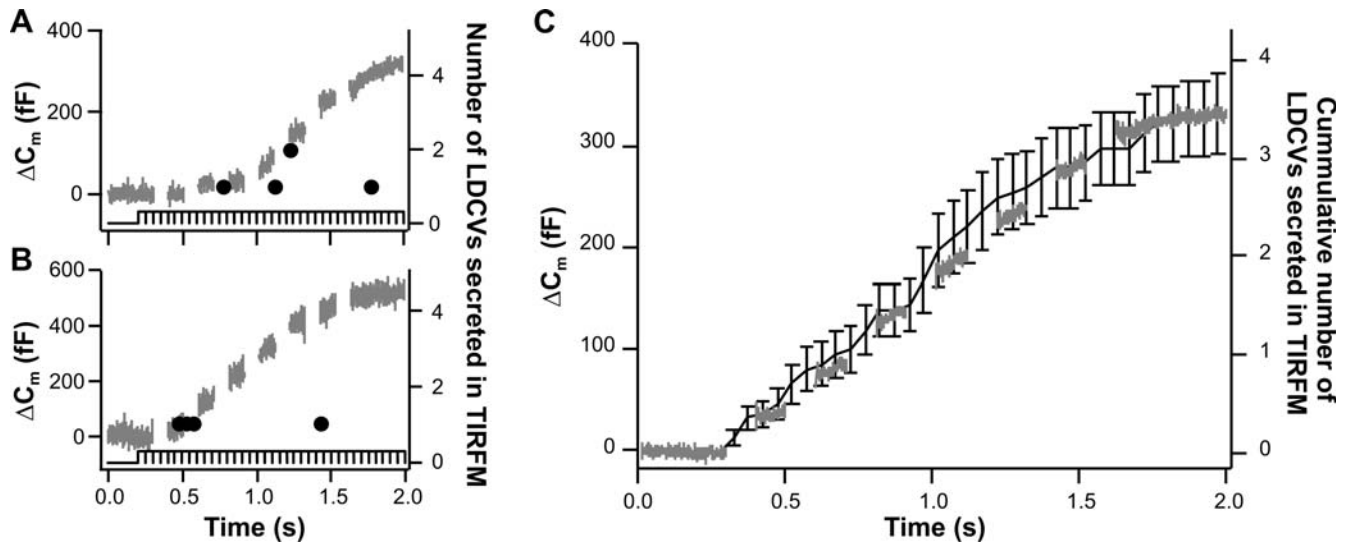 A
400
200
0
ΔCm (fF)
4
2
0
B
600
400
200
0
ΔCm (fF)
4
2
0
0.0 0.5 1.0 1.5 2.0
Time (s)
Number of LDCVs secreted in TIRFM
C
400
300
200
100
0
ΔCm (fF)
4
3
2
1
0
0.0 0.5 1.0 1.5 2.0
Time (s)
Cummulative number of
LDCVs secreted in TIRFM